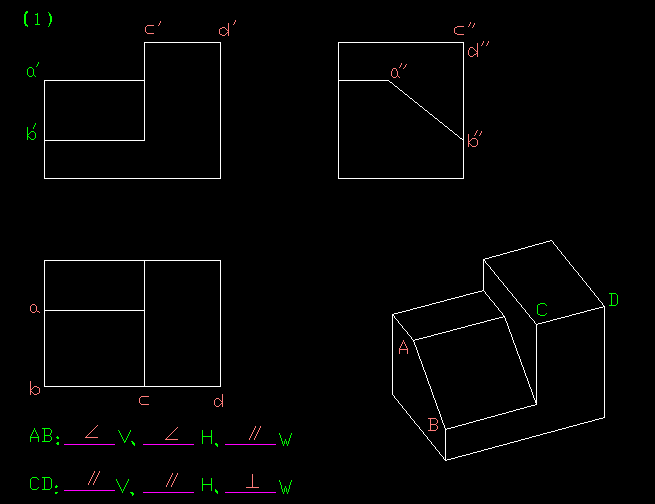 (1)
c' d' c"
a' a" d"
b' b"
a
b c d
C D
A
B
AB: ∠ V、 ∠ H、 // W
CD: // V、 // H、 ⊥ W